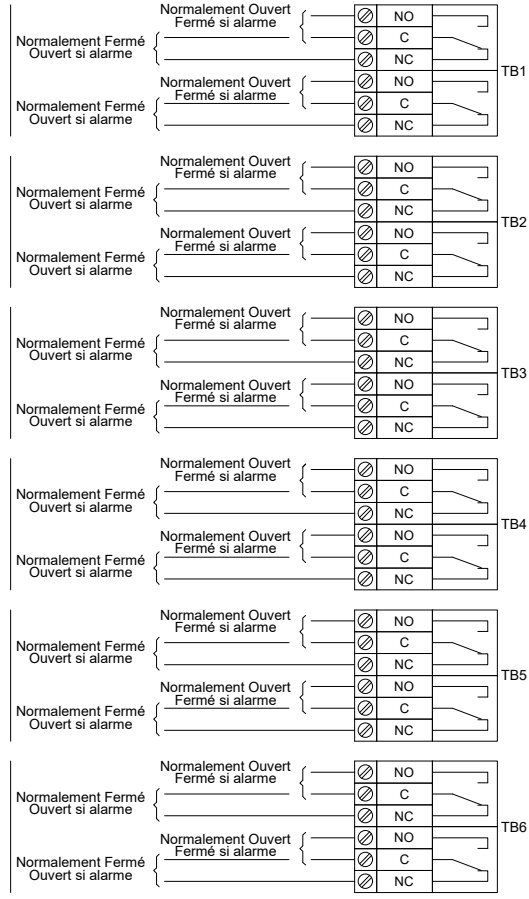 Normalement Ouvert
Fermé si alarme
NO
Normalement Fermé
Ouvert si alarme
C
NC
TB1
Normalement Ouvert
Fermé si alarme
NO
Normalement Fermé
Ouvert si alarme
C
NC
Normalement Ouvert
Fermé si alarme
NO
Normalement Fermé
Ouvert si alarme
C
NC
TB2
Normalement Ouvert
Fermé si alarme
NO
Normalement Fermé
Ouvert si alarme
C
NC
Normalement Ouvert
Fermé si alarme
NO
Normalement Fermé
Ouvert si alarme
C
NC
TB3
Normalement Ouvert
Fermé si alarme
NO
Normalement Fermé
Ouvert si alarme
C
NC
Normalement Ouvert
Fermé si alarme
NO
Normalement Fermé
Ouvert si alarme
C
NC
TB4
Normalement Ouvert
Fermé si alarme
NO
Normalement Fermé
Ouvert si alarme
C
NC
Normalement Ouvert
Fermé si alarme
NO
Normalement Fermé
Ouvert si alarme
C
NC
TB5
Normalement Ouvert
Fermé si alarme
NO
Normalement Fermé
Ouvert si alarme
C
NC
Normalement Ouvert
Fermé si alarme
NO
Normalement Fermé
Ouvert si alarme
C
NC
TB6
Normalement Ouvert
Fermé si alarme
NO
Normalement Fermé
Ouvert si alarme
C
NC